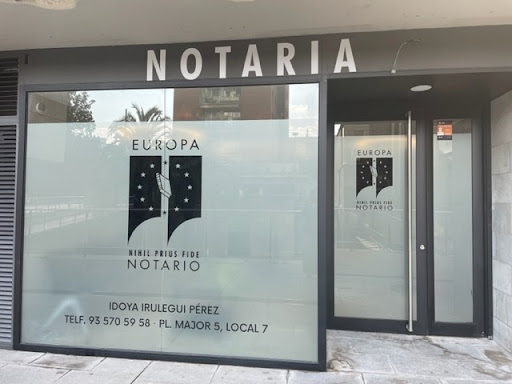 NOTARIA
EUROPA
NIHIL PRIUS FIDE
NOTARIO
IDOYA IRULEGUI PÉREZ
TELF. 93 570 59 58 - PL. MAJOR 5, LOCAL 7
EUROPA
NIHIL PRIUS FIDE
NOTARIO